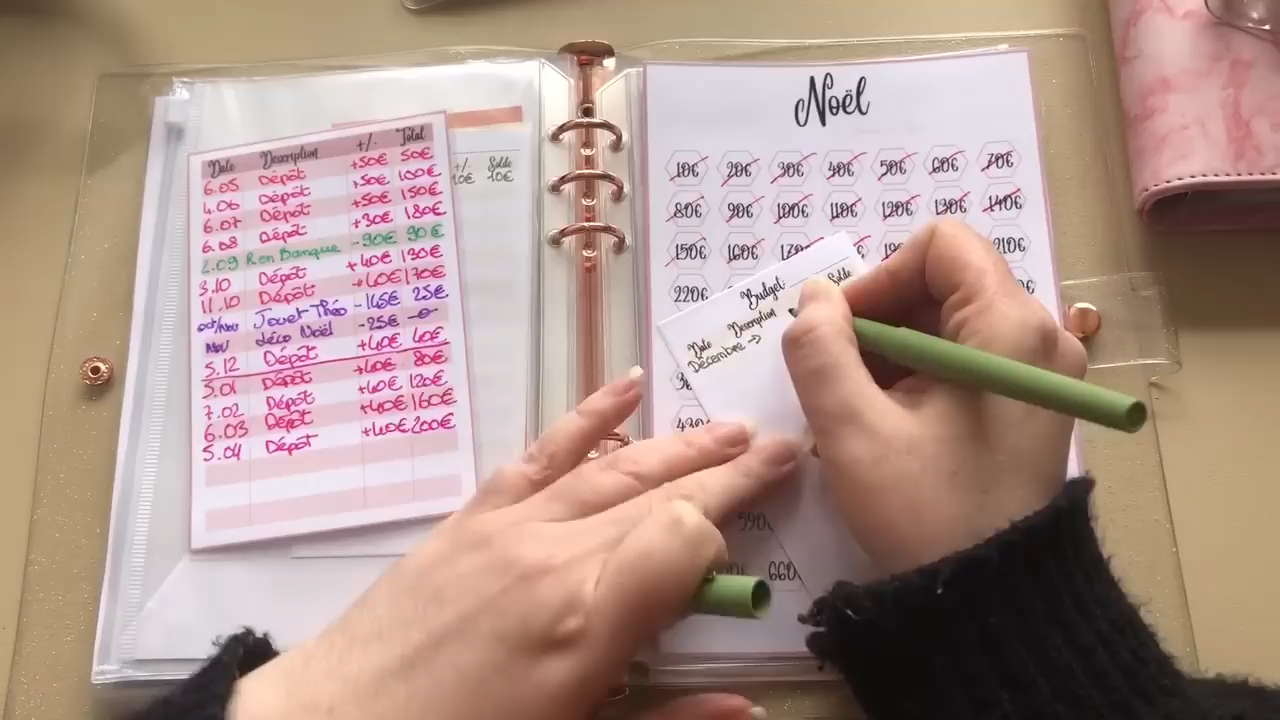 Date Description +/- Total
6.05 Dépôt +50€ 50€
4.06 Dépôt +50€ 100€
6.07 Dépôt +50€ 150€
6.08 Dépôt +30€ 180€
2.09 Ren Banque -90€ 90€
3.10 Dépôt +40€ 130€
11.10 Dépôt +40€ 170€
oct/Nov Jouet Théo -145€ 25€
Nov déco Noël -25€ -0-
5.12 Dépôt +40€ 40€
5.01 Dépôt +40€ 80€
7.02 Dépôt +40€ 120€
6.03 Dépôt +40€ 160€
5.04 Dépôt +40€ 200€
+/- Solde
10€ 10€
Noël
10€ 20€ 30€ 40€ 50€ 60€ 70€
80€ 90€ 100€ 110€ 120€ 130€ 140€
150€ 160€ 210€
220€
590€
660
Budget
Date Description Solde
Décembre →